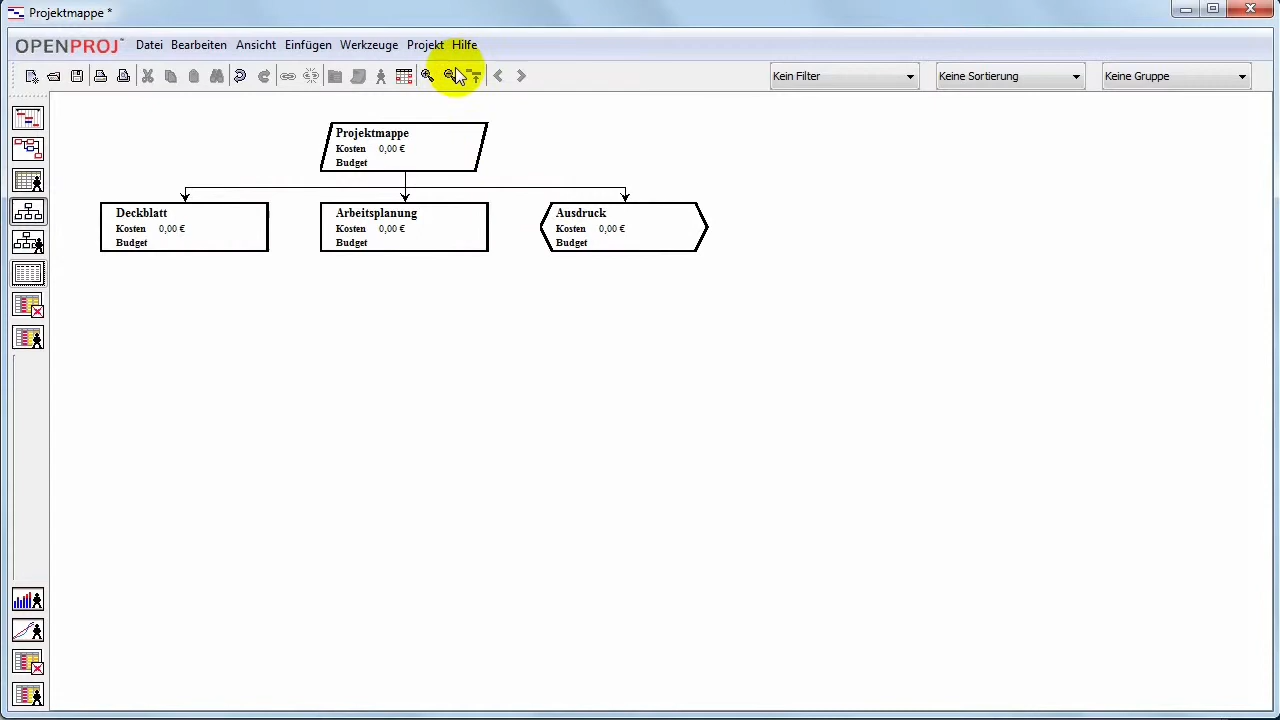 Projektmappe *
OPENPROJ™ Datei Bearbeiten Ansicht Einfügen Werkzeuge Projekt Hilfe
Kein Filter Keine Sortierung Keine Gruppe
Projektmappe
Kosten 0,00 €
Budget
Deckblatt
Kosten 0,00 €
Budget
Arbeitsplanung
Kosten 0,00 €
Budget
Ausdruck
Kosten 0,00 €
Budget